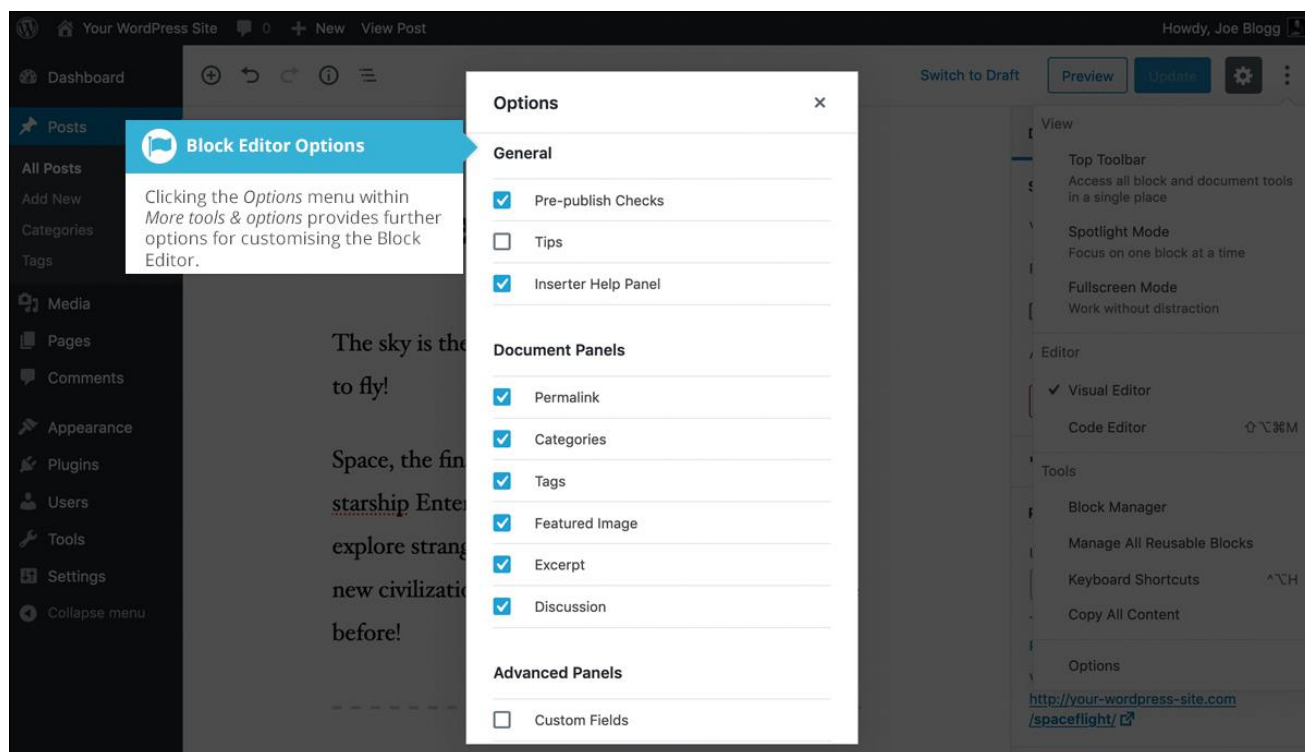 Your WordPress Site 0 + New View Post Howdy, Joe Blogg
Dashboard
Posts
All Posts
Add New
Categories
Tags
Media
Pages
Comments
Appearance
Plugins
Users
Tools
Settings
Collapse menu
Switch to Draft Preview Update
Block Editor Options
Clicking the Options menu within
More tools & options provides further
options for customising the Block
Editor.
The sky is the
to fly!
Space, the fin
starship Enter
explore strang
new civilizatio
before!
Options ×
General
Pre-publish Checks
Tips
Inserter Help Panel
Document Panels
Permalink
Categories
Tags
Featured Image
Excerpt
Discussion
Advanced Panels
Custom Fields
View
Top Toolbar
Access all block and document tools
in a single place
Spotlight Mode
Focus on one block at a time
Fullscreen Mode
Work without distraction
Editor
✓ Visual Editor
Code Editor ⇧⌥⌘M
Tools
Block Manager
Manage All Reusable Blocks
Keyboard Shortcuts ^⌥H
Copy All Content
Options
http://your-wordpress-site.com
/spaceflight/